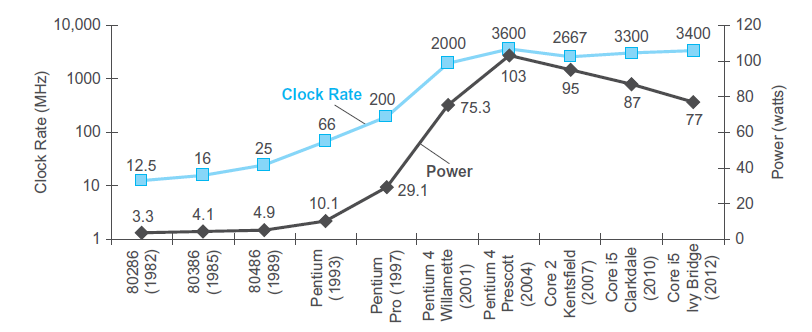 10,000
1000
100
10
1
Clock Rate (MHz)
120
100
80
60
40
20
0
Power (watts)
Clock Rate
Power
12.5
16
25
66
200
2000
3600
2667
3300
3400
3.3
4.1
4.9
10.1
29.1
75.3
103
95
87
77
80286
(1982)
80386
(1985)
80486
(1989)
Pentium
(1993)
Pentium
Pro (1997)
Pentium 4
Willamette
(2001)
Pentium 4
Prescott
(2004)
Core 2
Kentsfield
(2007)
Core i5
Clarkdale
(2010)
Core i5
Ivy Bridge
(2012)